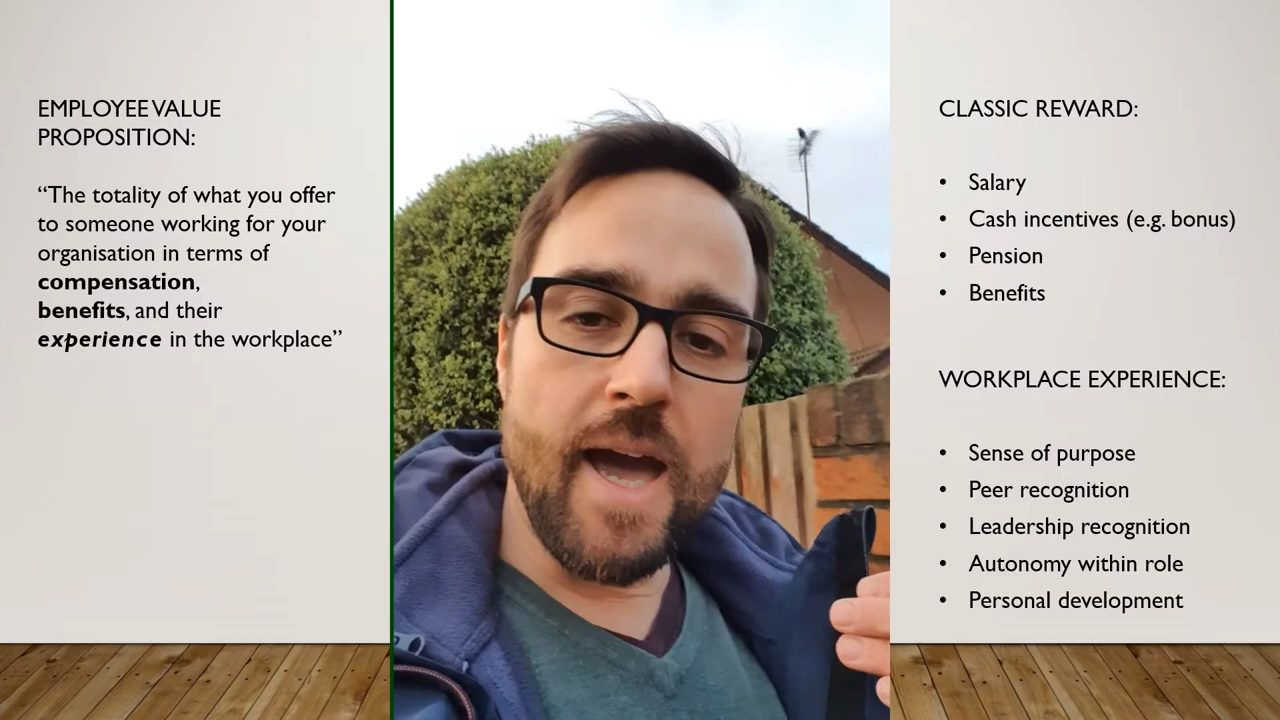 EMPLOYEE VALUE
PROPOSITION:
“The totality of what you offer
to someone working for your
organisation in terms of
compensation,
benefits, and their
experience in the workplace”
CLASSIC REWARD:
• Salary
• Cash incentives (e.g. bonus)
• Pension
• Benefits
WORKPLACE EXPERIENCE:
• Sense of purpose
• Peer recognition
• Leadership recognition
• Autonomy within role
• Personal development